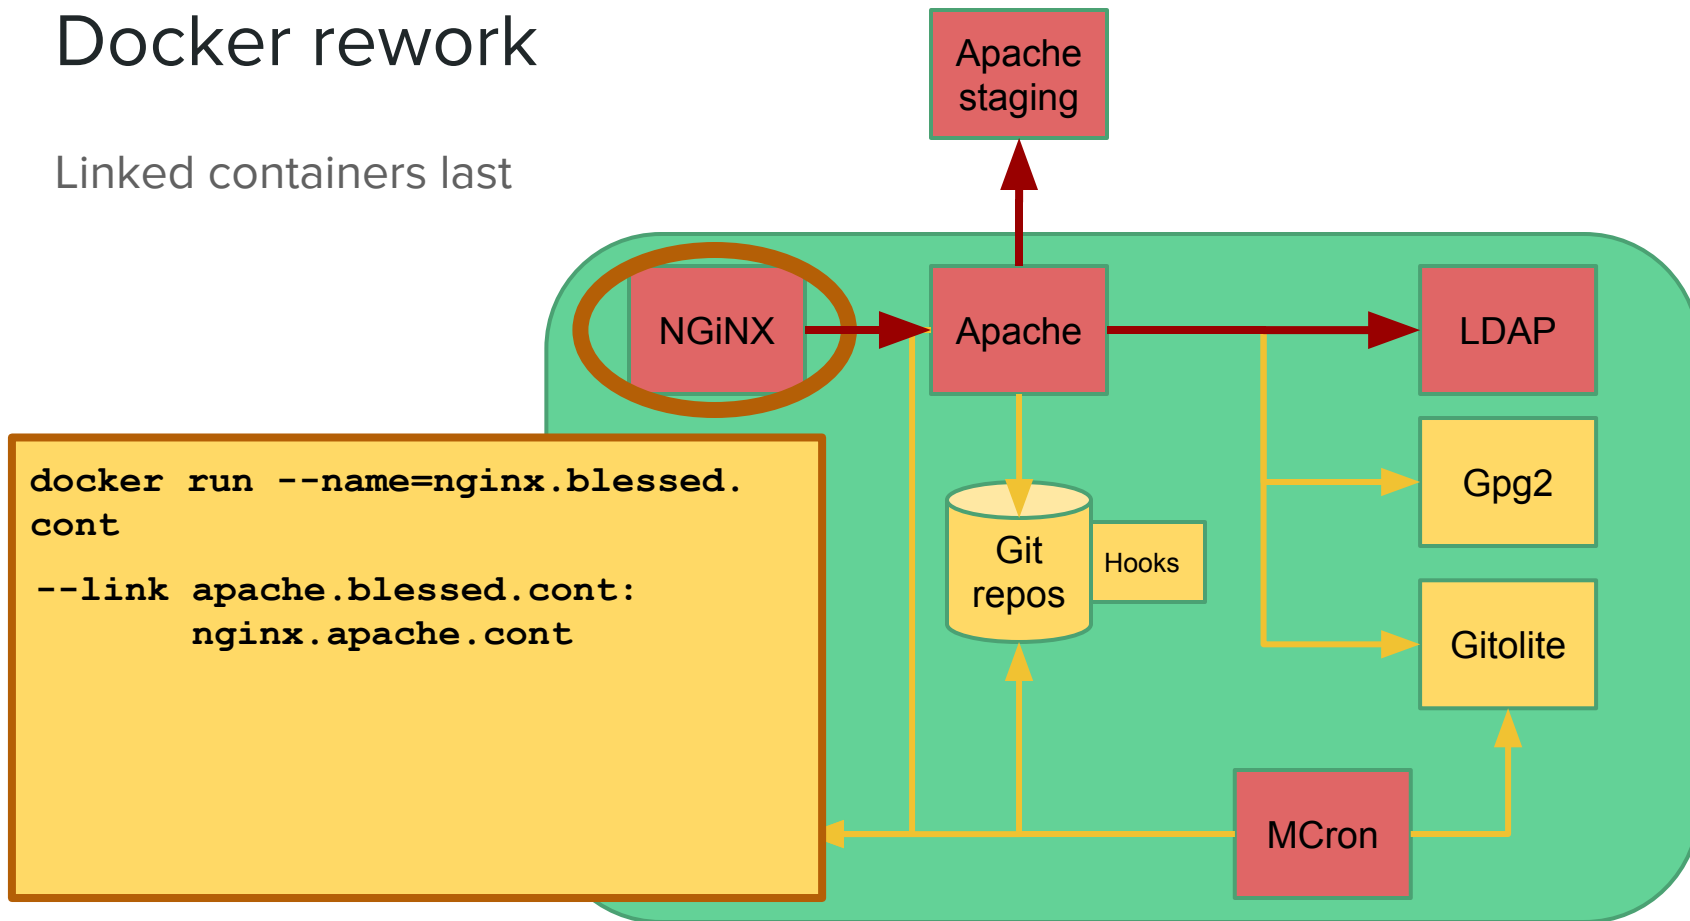 Docker rework
Linked containers last
Apache
staging
NGiNX
Apache
LDAP
docker run --name=nginx.blessed.
cont
--link apache.blessed.cont:
nginx.apache.cont
Git
repos
Hooks
Gpg2
Gitolite
MCron